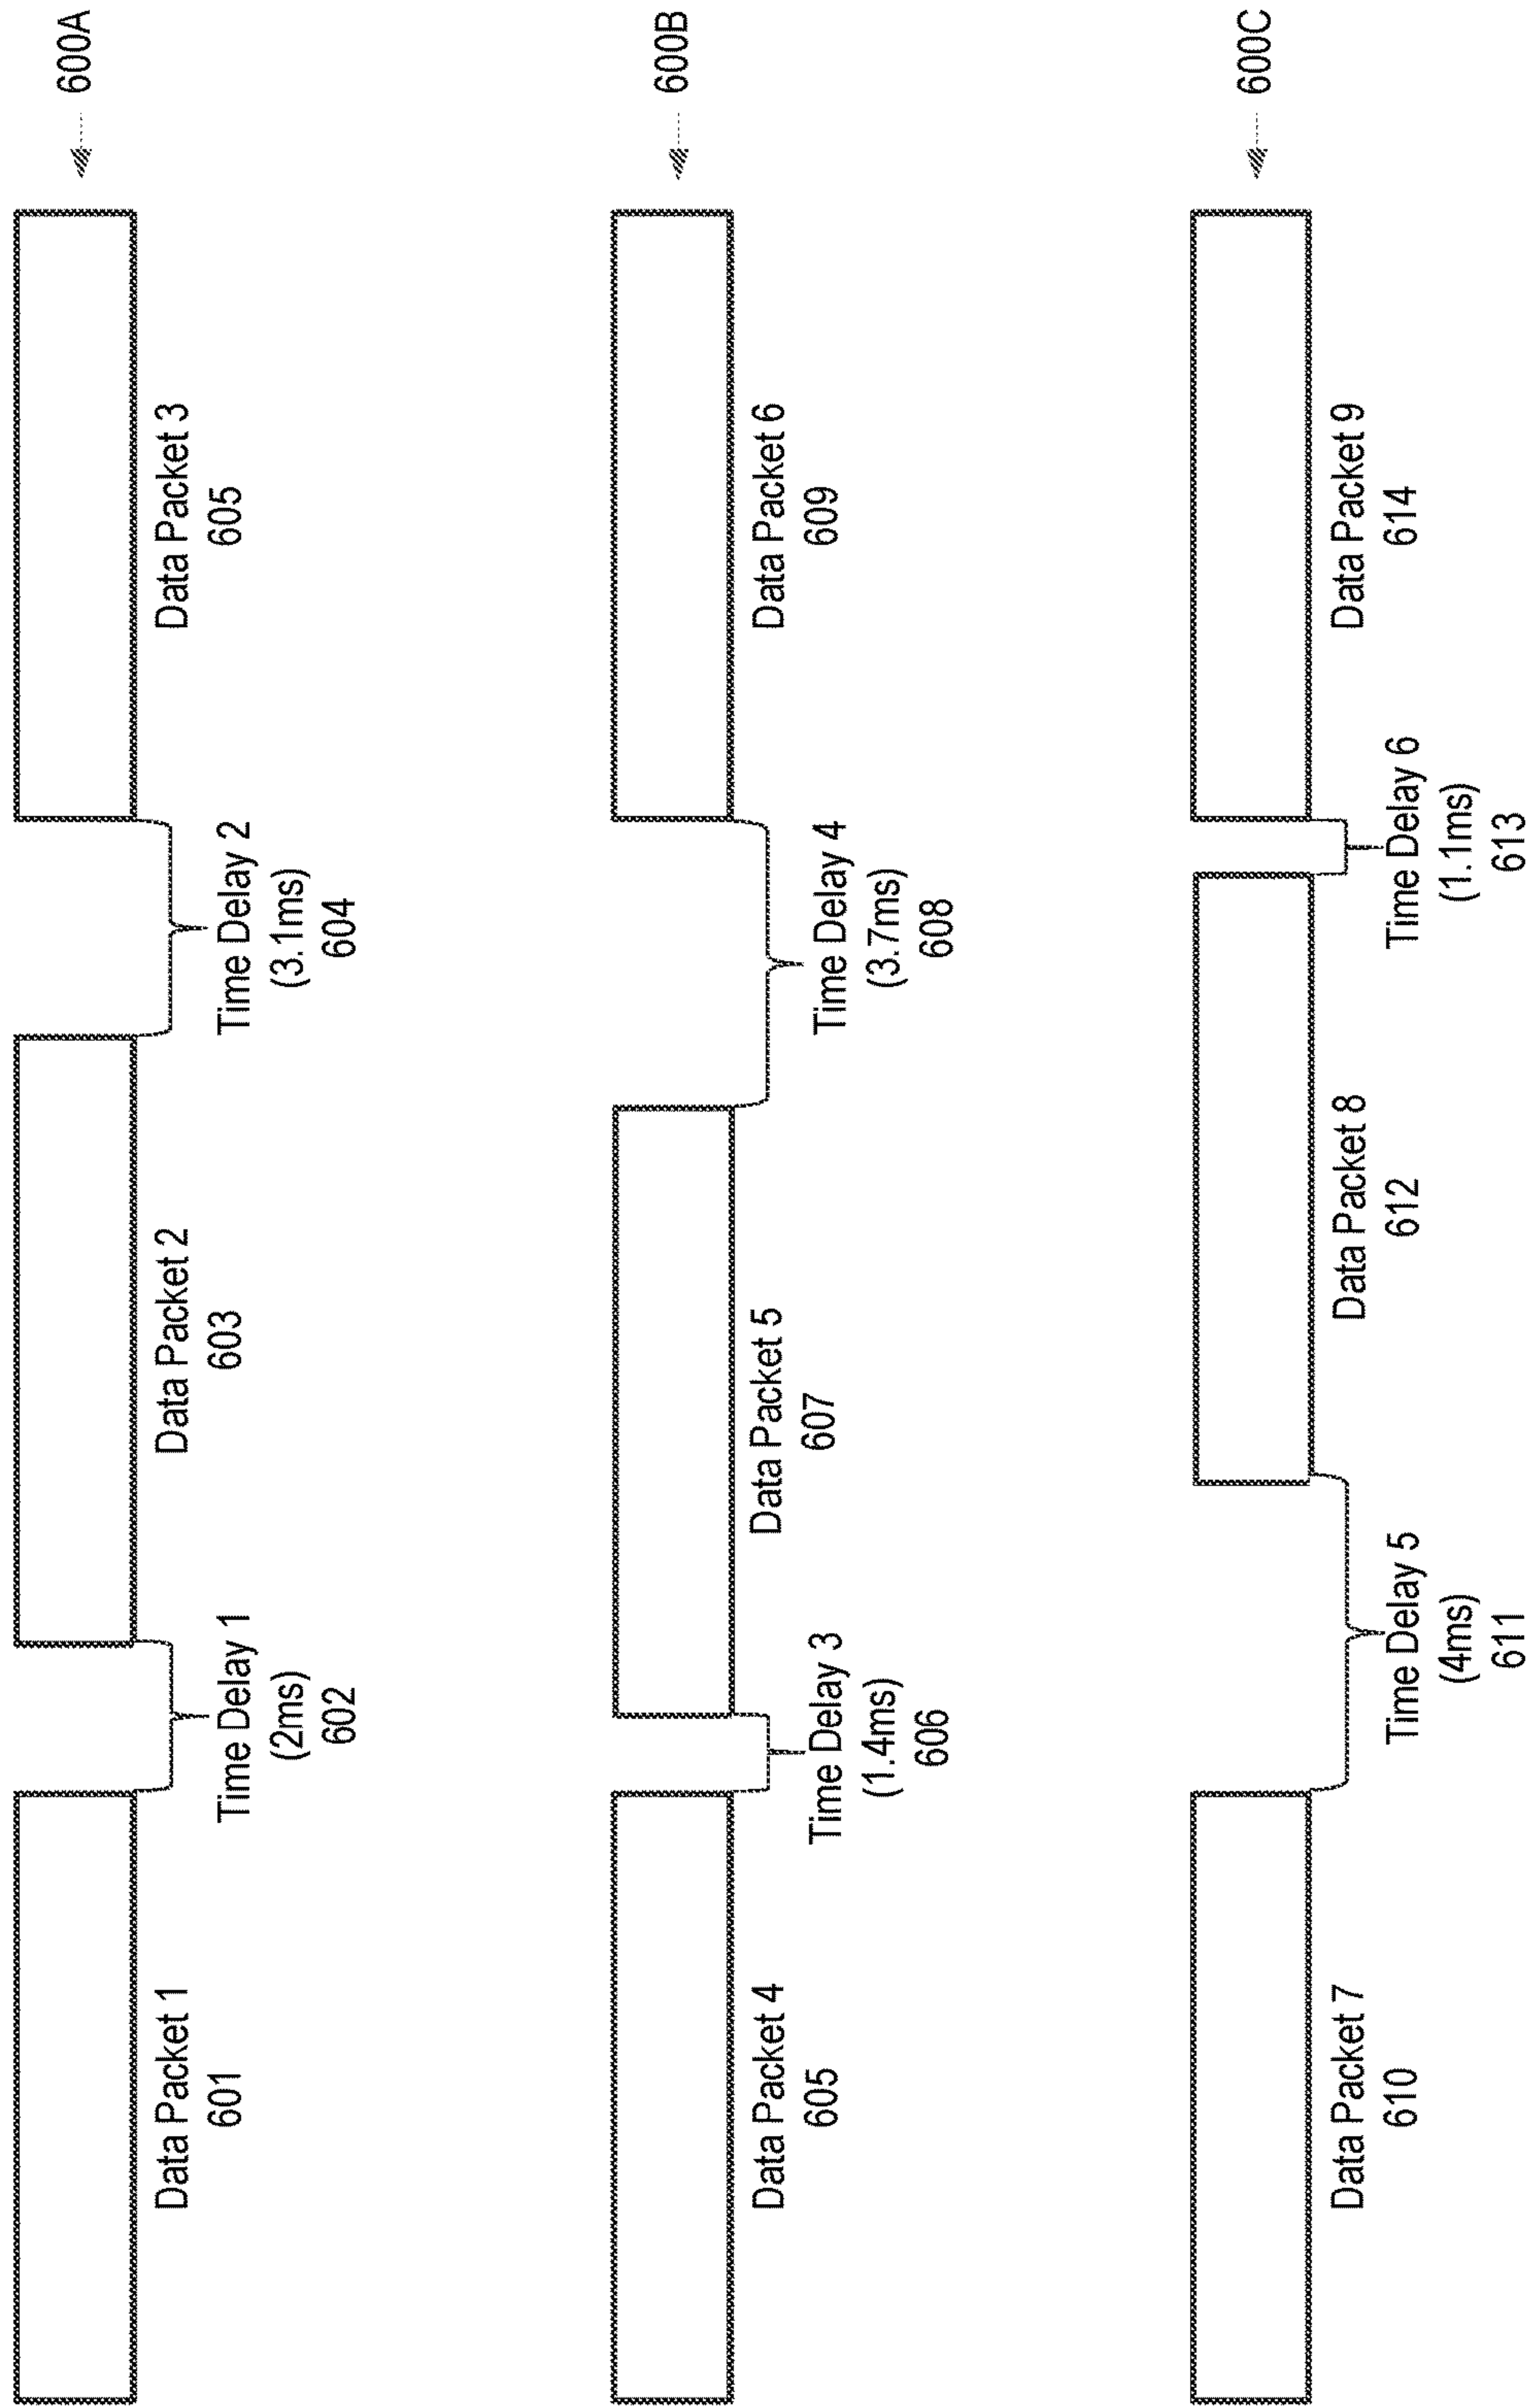 Data Packet 1
601
Time Delay 1
(2ms)
602
Data Packet 2
603
Time Delay 2
(3.1ms)
604
Data Packet 3
605
600A
Data Packet 4
605
Time Delay 3
(1.4ms)
606
Data Packet 5
607
Time Delay 4
(3.7ms)
608
Data Packet 6
609
600B
Data Packet 7
610
Time Delay 5
(4ms)
611
Data Packet 8
612
Time Delay 6
(1.1ms)
613
Data Packet 9
614
600C